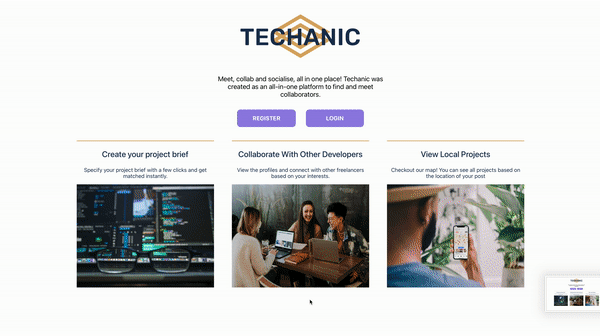 TECHANIC
Meet, collab and socialise, all in one place! Techanic was
created as an all-in-one platform to find and meet
collaborators.
REGISTER
LOGIN
Create your project brief
Specify your project brief with a few clicks and get
matched instantly.
Collaborate With Other Developers
View the profiles and connect with other freelancers
based on your interests.
View Local Projects
Checkout our map! You can see all projects based on
the location of your post